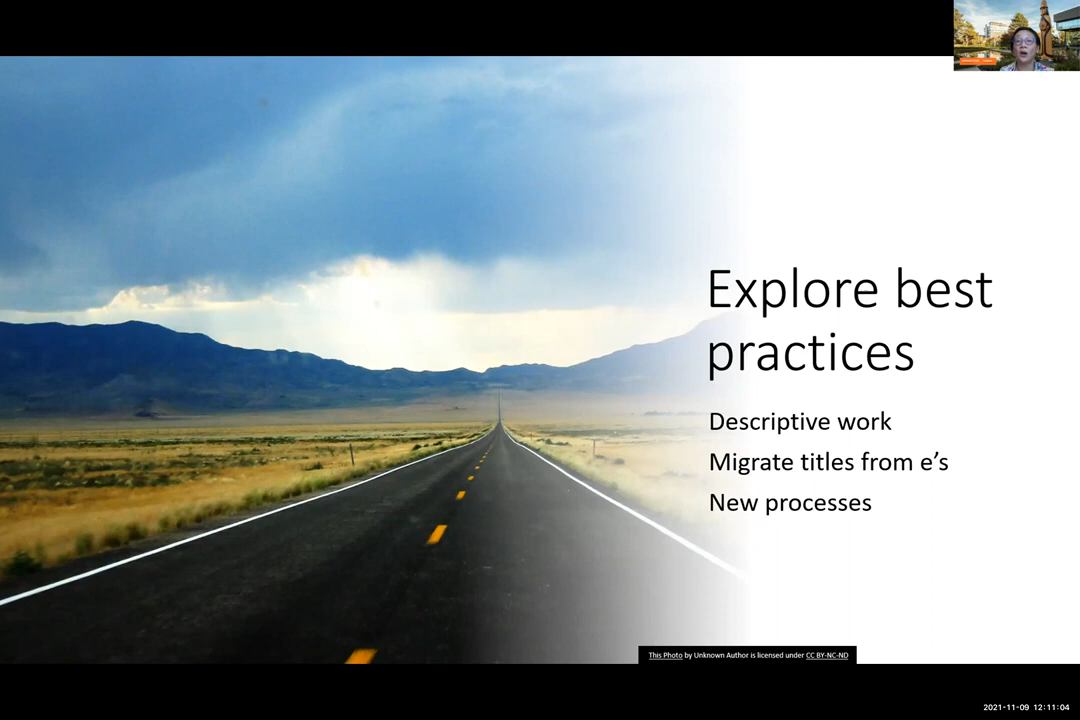 Explore best
practices
Descriptive work
Migrate titles from e’s
New processes
This Photo by Unknown Author is licensed under CC BY-NC-ND
2021-11-09 12:11:04